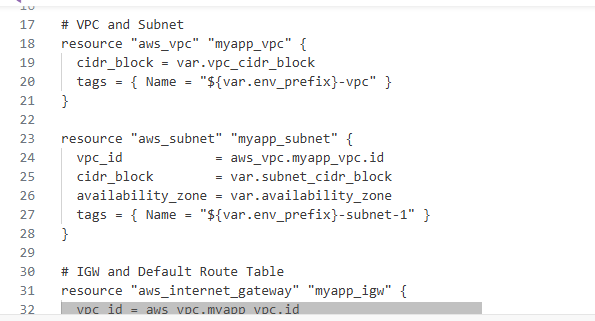 17 # VPC and Subnet
18 resource "aws_vpc" "myapp_vpc" {
19   cidr_block = var.vpc_cidr_block
20   tags = { Name = "${var.env_prefix}-vpc" }
21 }
22
23 resource "aws_subnet" "myapp_subnet" {
24   vpc_id            = aws_vpc.myapp_vpc.id
25   cidr_block        = var.subnet_cidr_block
26   availability_zone = var.availability_zone
27   tags = { Name = "${var.env_prefix}-subnet-1" }
28 }
29
30 # IGW and Default Route Table
31 resource "aws_internet_gateway" "myapp_igw" {
32   vpc_id = aws_vpc.myapp_vpc.id